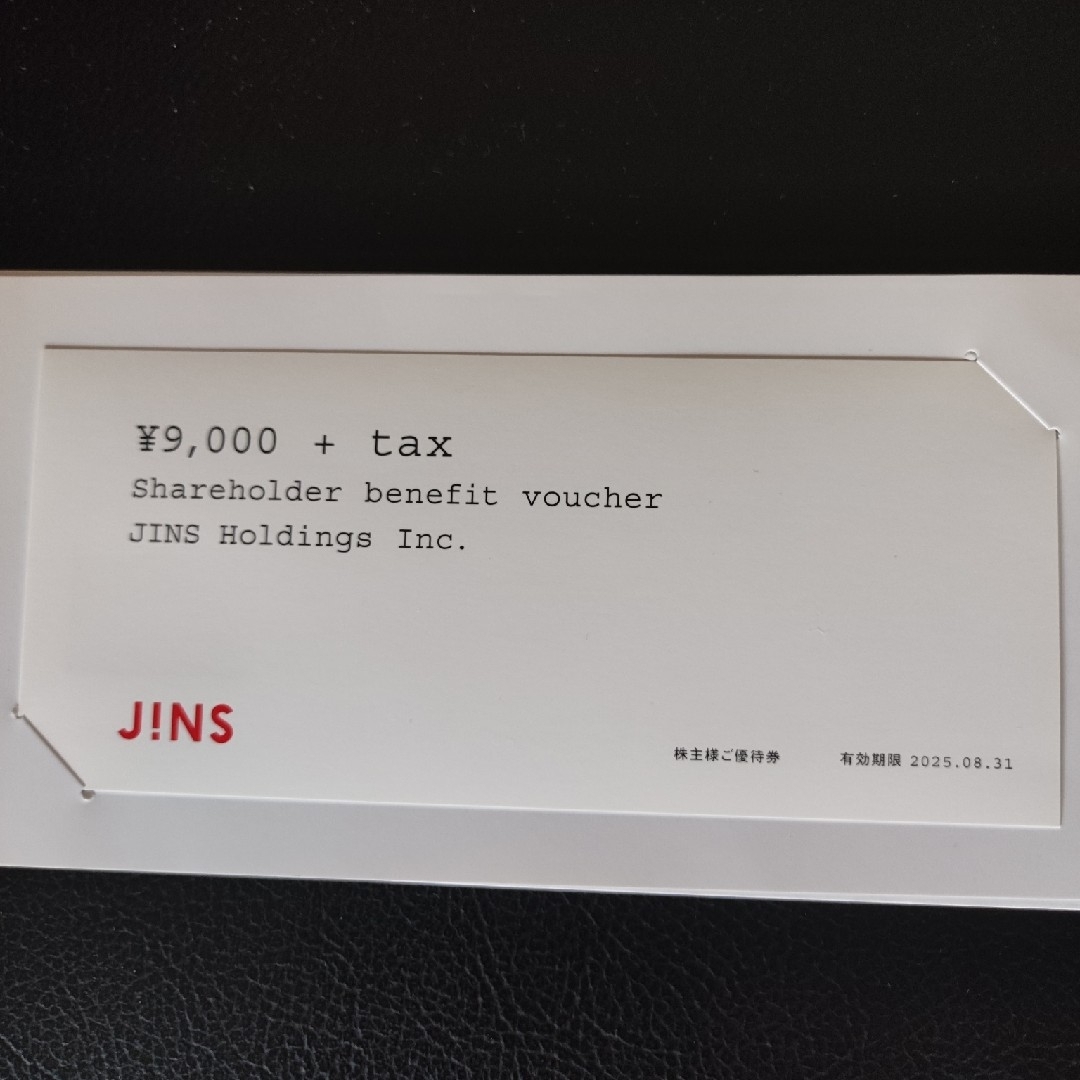 ¥9,000 + tax
Shareholder benefit voucher
JINS Holdings Inc.
J!NS
株主様ご優待券 有効期限 2025.08.31